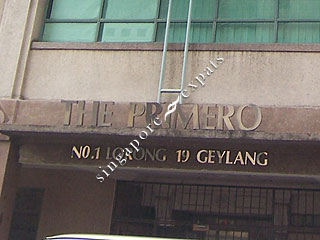 THE PRIMERO
NO.1 LORONG 19 GEYLANG
singapore expats